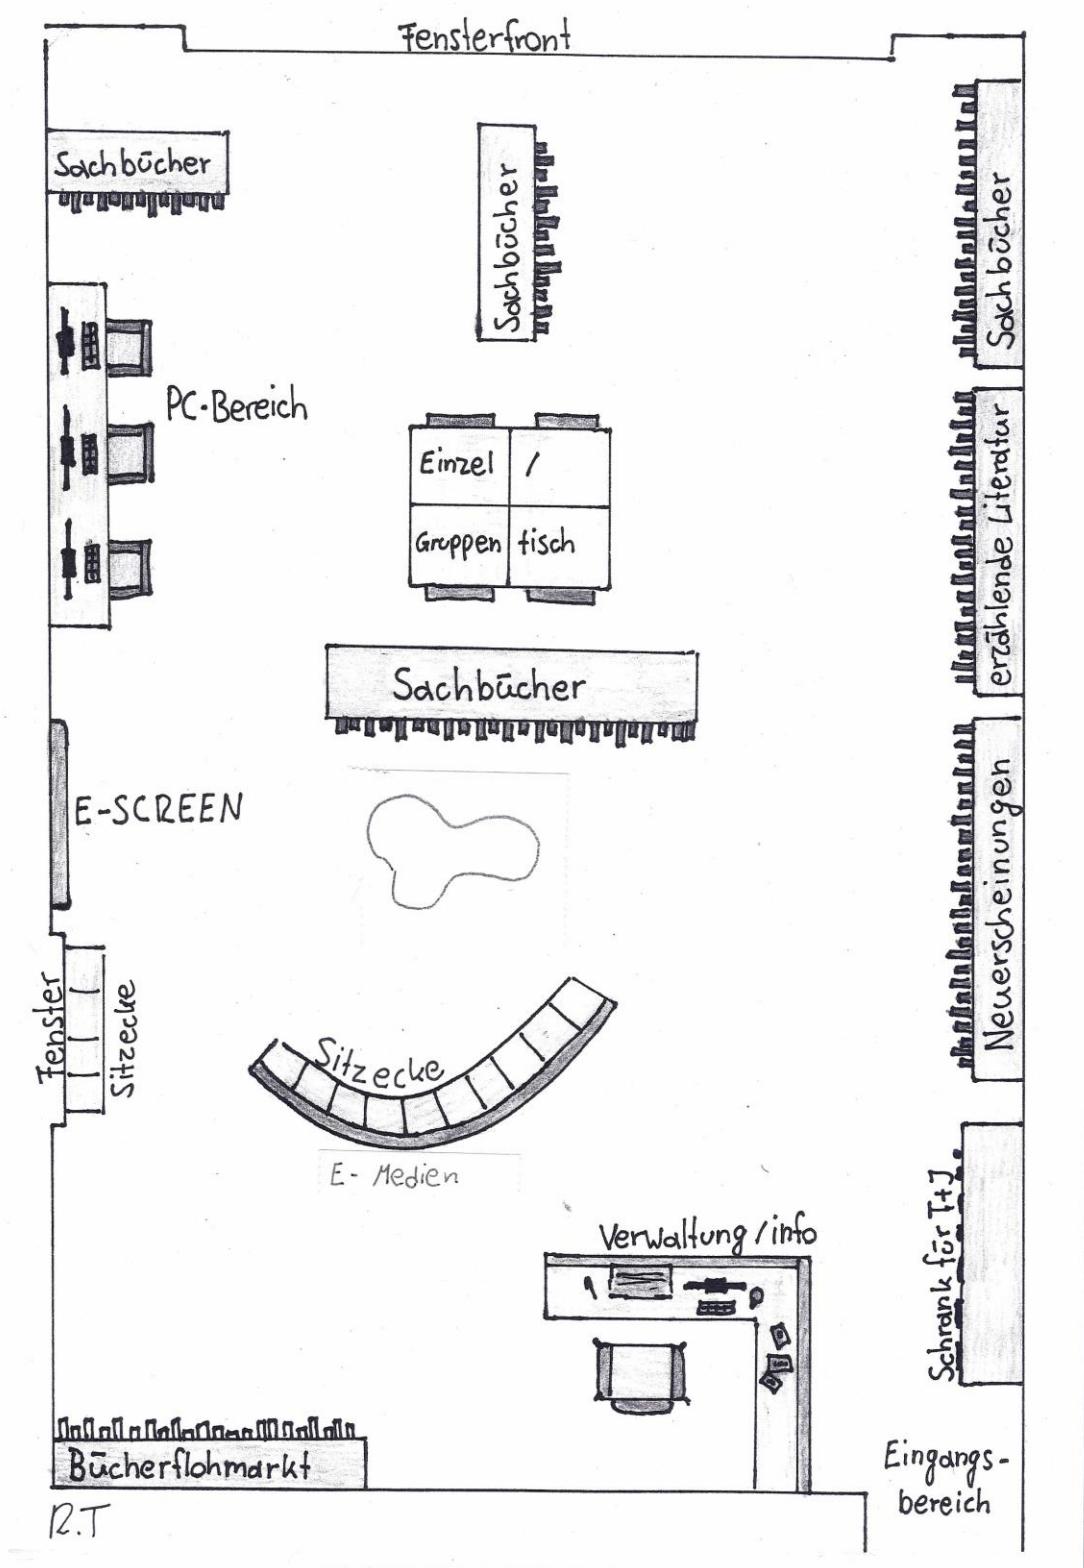 Fensterfront
Sachbücher
Sachbücher
Sachbücher
PC-Bereich
Einzel /
Gruppen tisch
erzählende Literatur
Sachbücher
E-SCREEN
Neuerscheinungen
Fenster
Sitzecke
Sitzecke
E-Medien
Schrank für T+J
Verwaltung/info
Bücherflohmarkt
Eingangs-
bereich
R.T